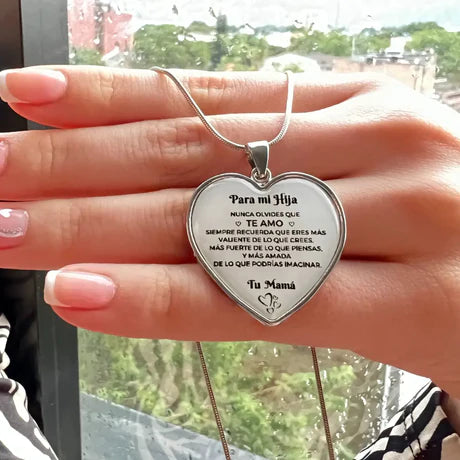 Para mi Hija
NUNCA OLVIDES QUE
TE AMO
SIEMPRE RECUERDA QUE ERES MÁS
VALIENTE DE LO QUE CREES,
MÁS FUERTE DE LO QUE PIENSAS,
Y MÁS AMADA
DE LO QUE PODRÍAS IMAGINAR.
Tu Mamá